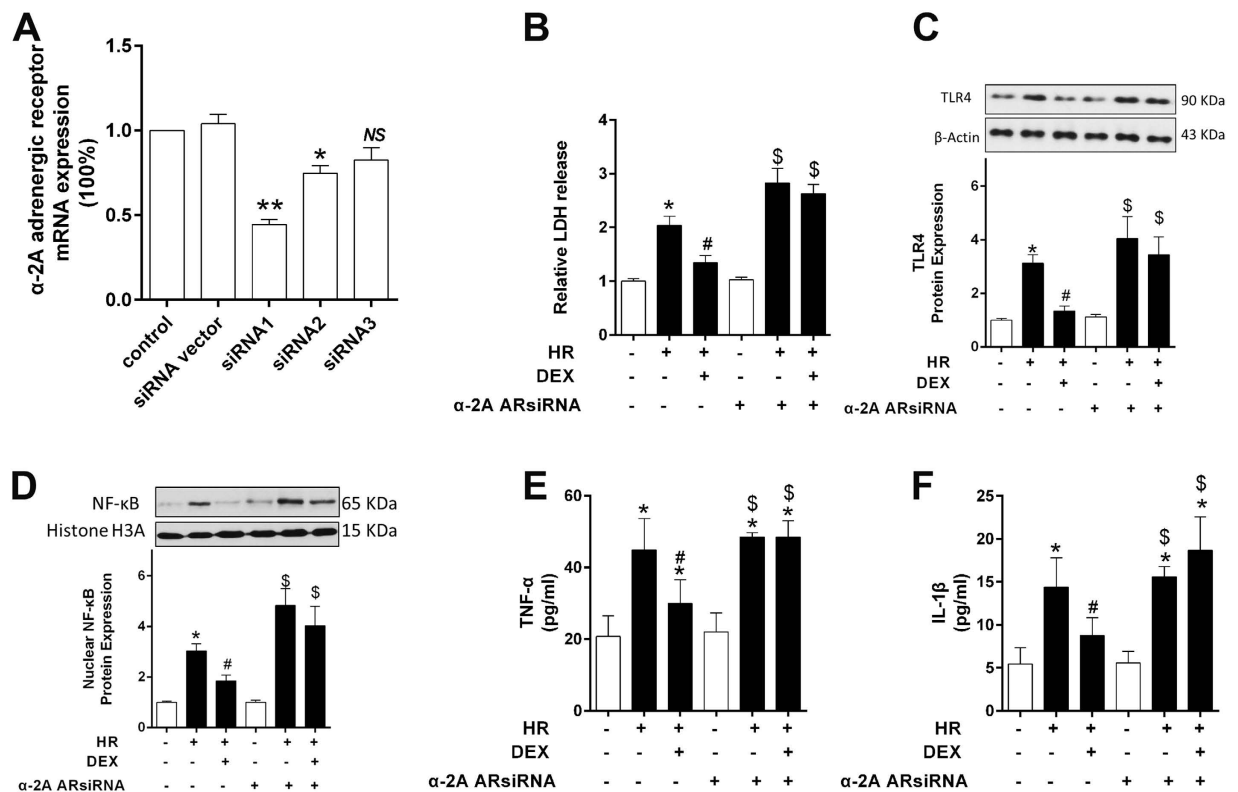 A
α-2A adrenergic receptor
mRNA expression
(100%)
1.5
1.0
0.5
0.0
**
*
NS
control
siRNA vector
siRNA1
siRNA2
siRNA3
B
Relative LDH release
4
3
2
1
0
*
#
$
$
HR - + + - + +
DEX - - + - - +
α-2A ARsiRNA - - - + + +
C
TLR4
90 KDa
β-Actin
43 KDa
TLR4
Protein Expression
6
4
2
0
*
#
$
$
HR - + + - + +
DEX - - + - - +
α-2A ARsiRNA - - - + + +
D
NF-κB
65 KDa
Histone H3A
15 KDa
Nuclear NF-κB
Protein Expression
6
4
2
0
*
#
$
$
HR - + + - + +
DEX - - + - - +
α-2A ARsiRNA - - - + + +
E
TNF-α
(pg/ml)
60
40
20
0
*
#
*
$
*
$
*
HR - + + - + +
DEX - - + - - +
α-2A ARsiRNA - - - + + +
F
IL-1β
(pg/ml)
25
20
15
10
5
0
*
#
$
*
$
*
HR - + + - + +
DEX - - + - - +
α-2A ARsiRNA - - - + + +